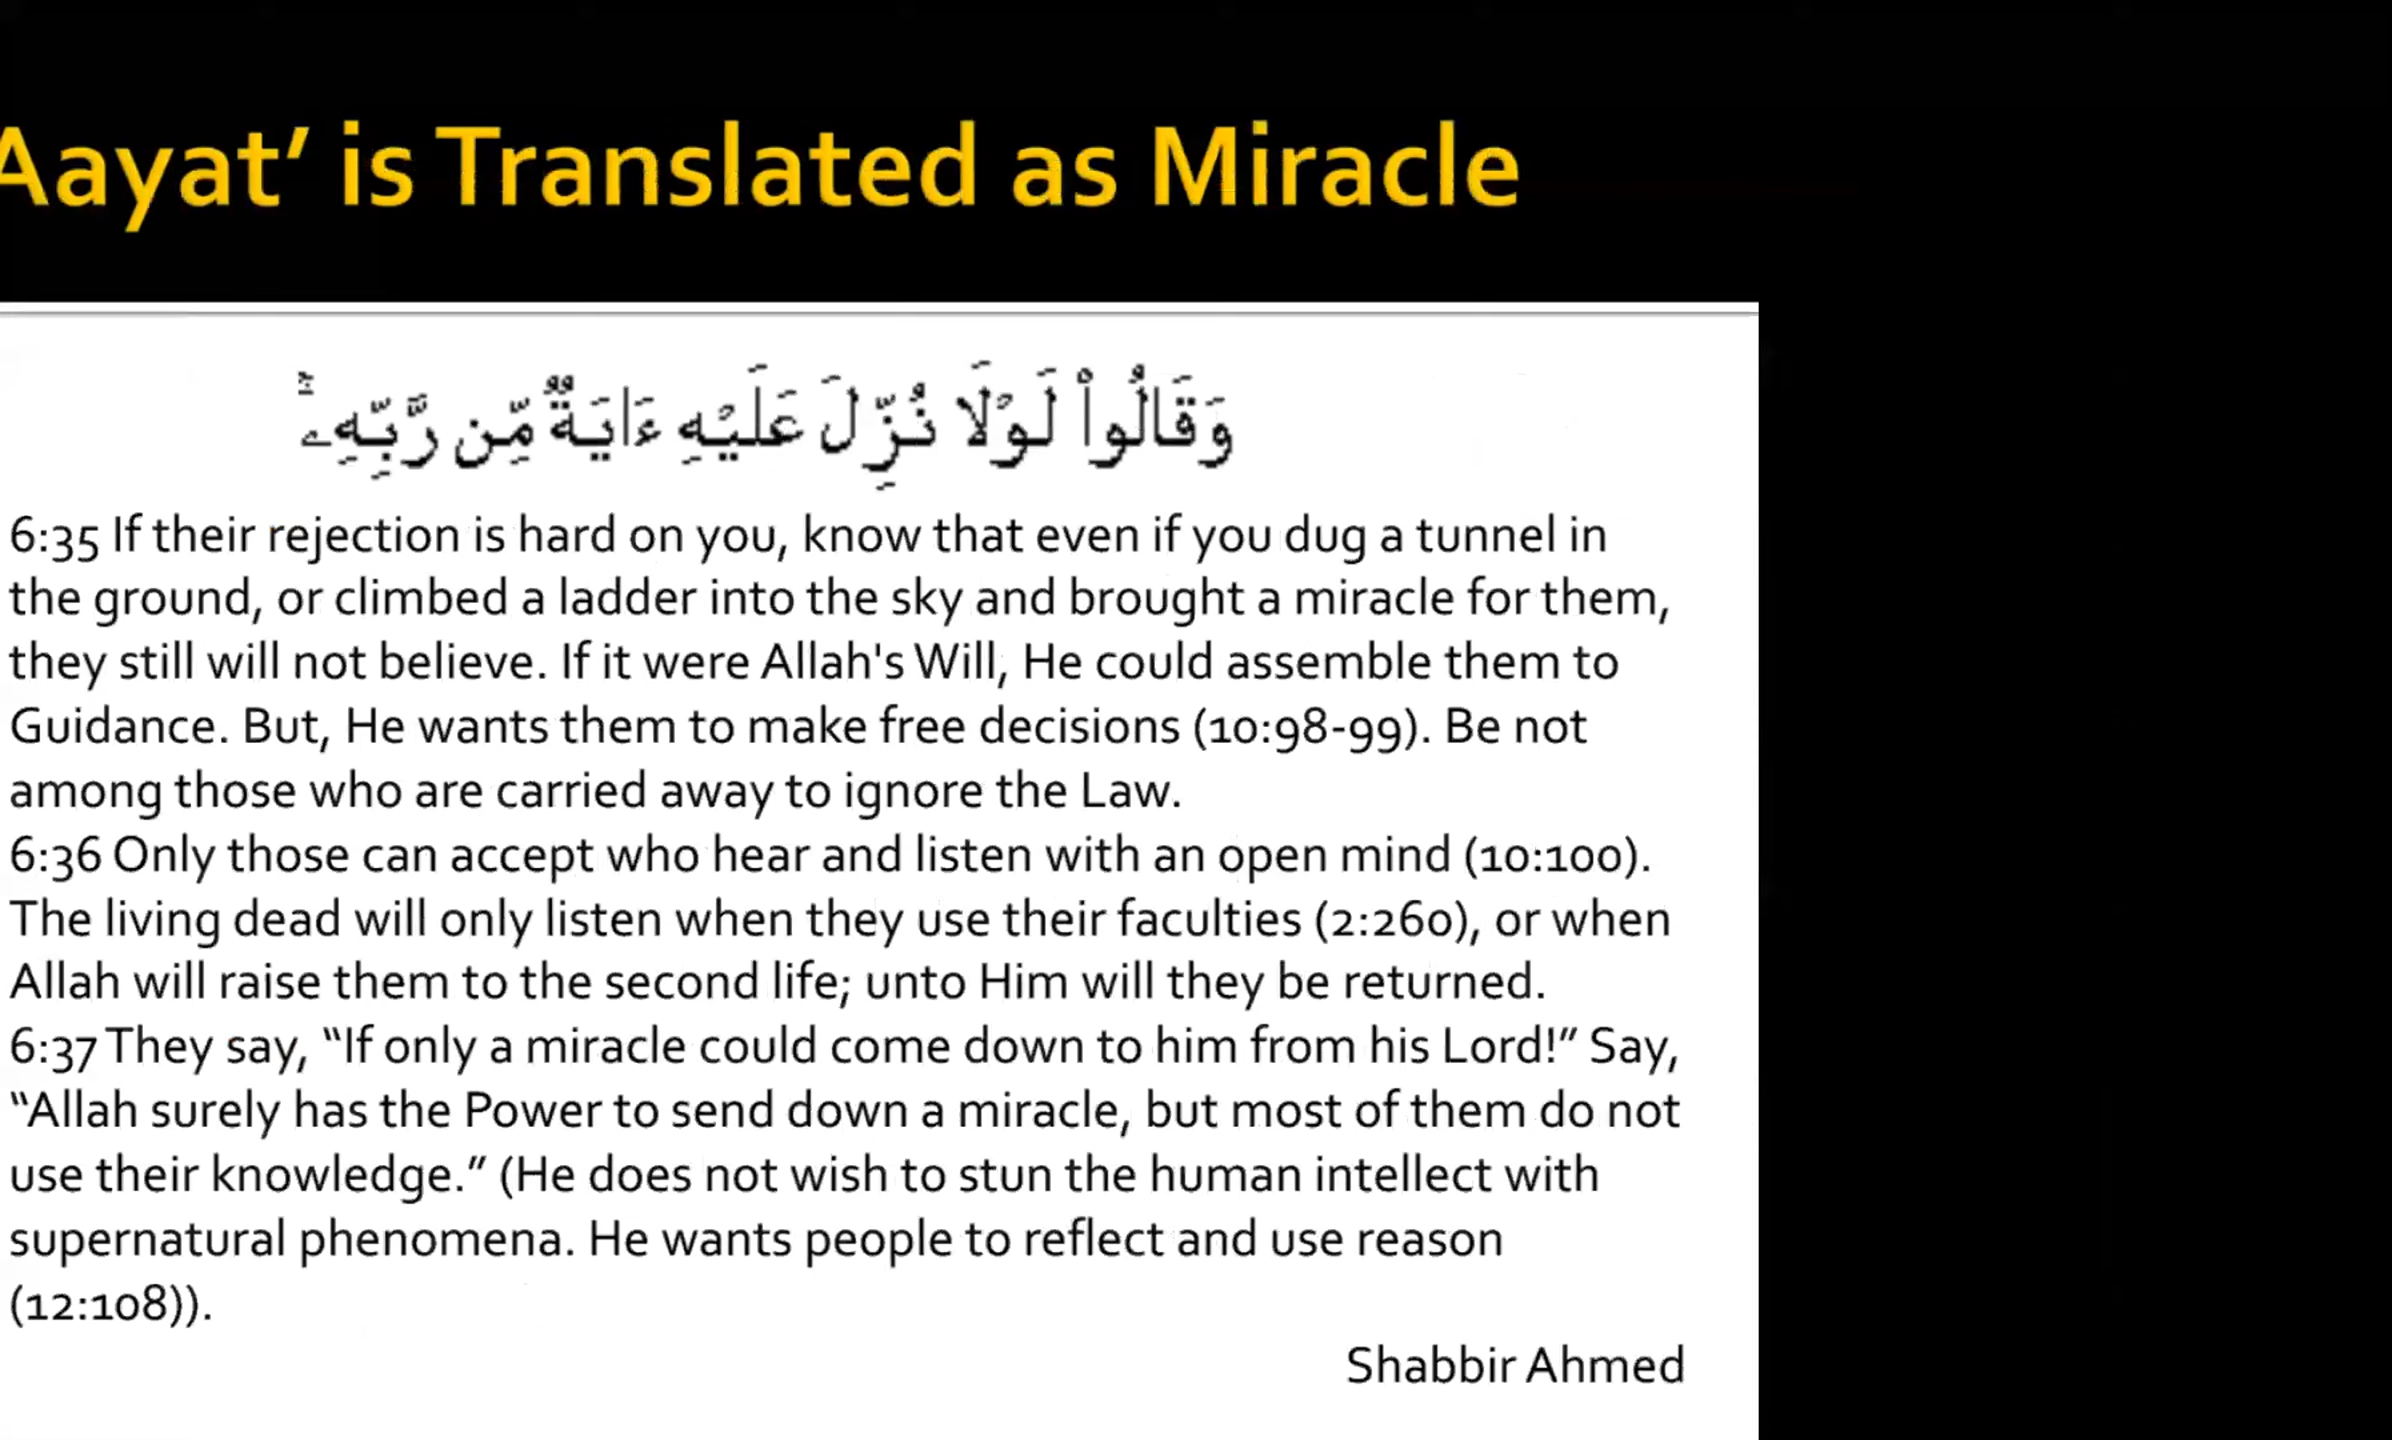 Aayat’ is Translated as Miracle
وَقَالُوا۟ لَوْلَا نُزِّلَ عَلَيْهِ ءَايَةٌ مِّن رَّبِّهِۦ ۚ
6:35 If their rejection is hard on you, know that even if you dug a tunnel in
the ground, or climbed a ladder into the sky and brought a miracle for them,
they still will not believe. If it were Allah's Will, He could assemble them to
Guidance. But, He wants them to make free decisions (10:98-99). Be not
among those who are carried away to ignore the Law.
6:36 Only those can accept who hear and listen with an open mind (10:100).
The living dead will only listen when they use their faculties (2:260), or when
Allah will raise them to the second life; unto Him will they be returned.
6:37 They say, “If only a miracle could come down to him from his Lord!” Say,
“Allah surely has the Power to send down a miracle, but most of them do not
use their knowledge.” (He does not wish to stun the human intellect with
supernatural phenomena. He wants people to reflect and use reason
(12:108)).
Shabbir Ahmed